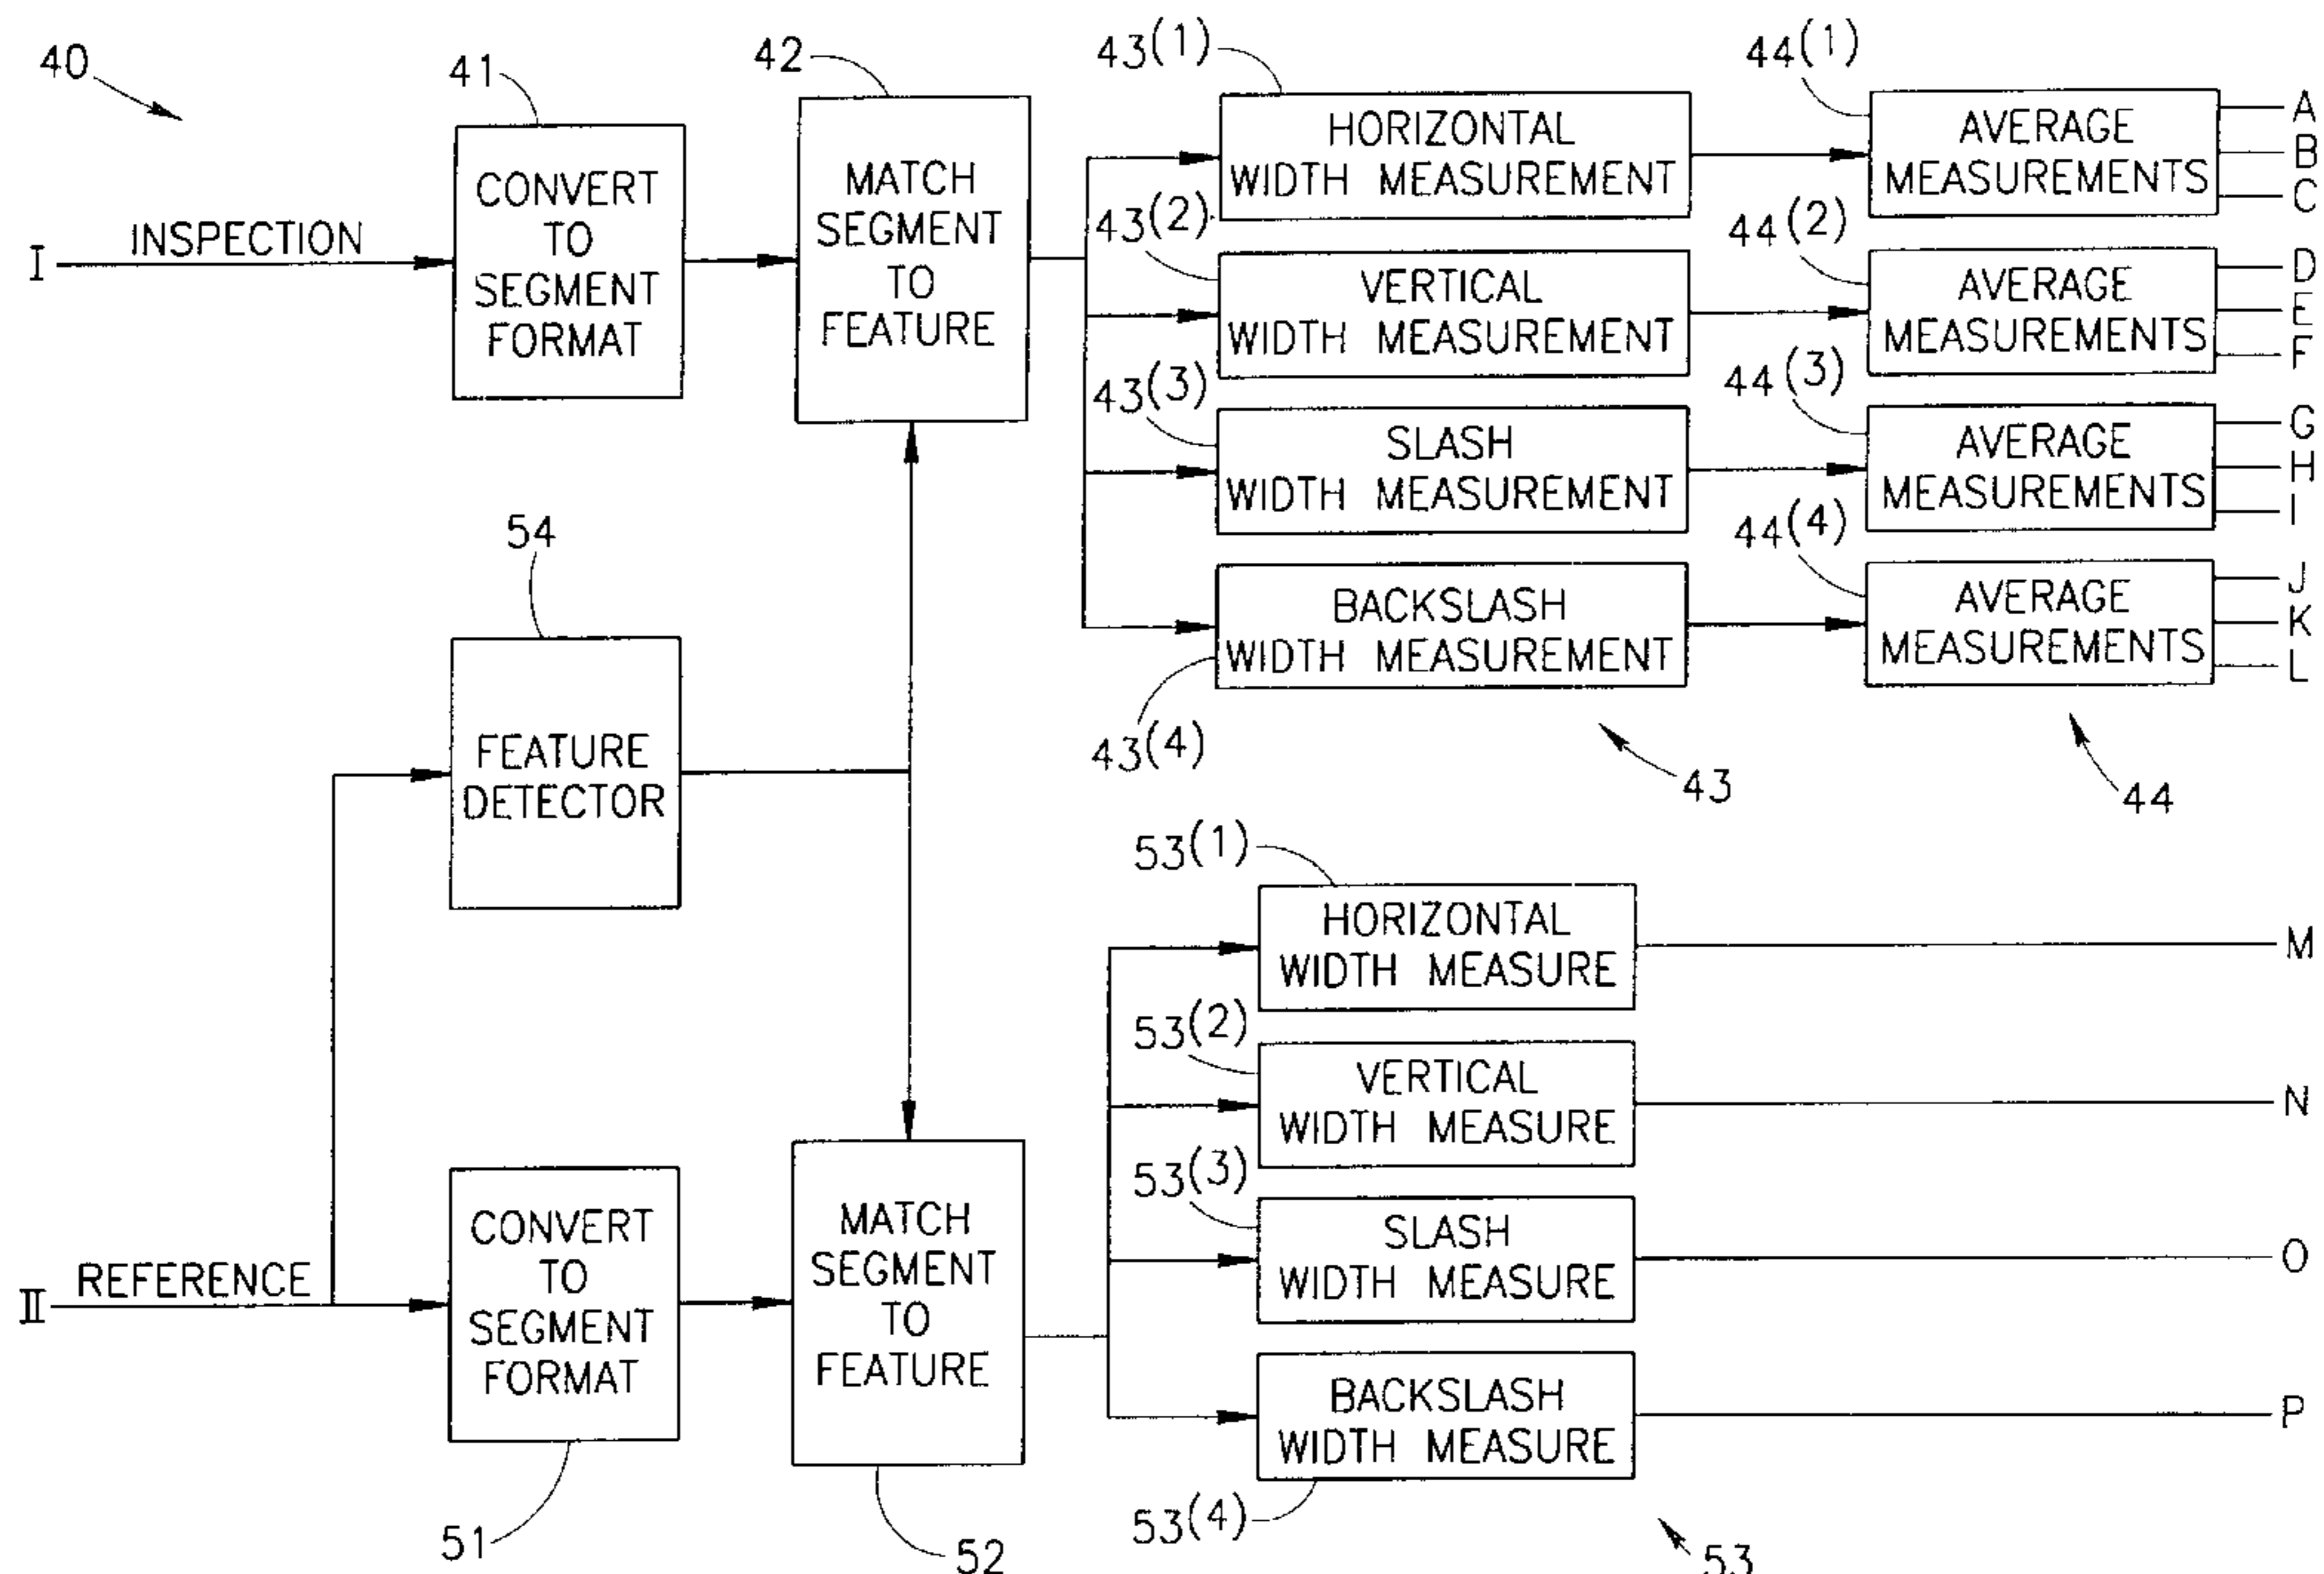 40
41
42
43(1)
44(1)
I
INSPECTION
CONVERT
TO
SEGMENT
FORMAT
MATCH
SEGMENT
TO
FEATURE
HORIZONTAL
WIDTH MEASUREMENT
AVERAGE
MEASUREMENTS
A
B
C
43(2)
44(2)
VERTICAL
WIDTH MEASUREMENT
AVERAGE
MEASUREMENTS
D
E
F
43(3)
44(3)
SLASH
WIDTH MEASUREMENT
AVERAGE
MEASUREMENTS
G
H
I
44(4)
BACKSLASH
WIDTH MEASUREMENT
AVERAGE
MEASUREMENTS
J
K
L
43(4)
43
44
54
FEATURE
DETECTOR
II
REFERENCE
CONVERT
TO
SEGMENT
FORMAT
51
MATCH
SEGMENT
TO
FEATURE
52
53(1)
HORIZONTAL
WIDTH MEASURE
M
53(2)
VERTICAL
WIDTH MEASURE
N
53(3)
SLASH
WIDTH MEASURE
O
BACKSLASH
WIDTH MEASURE
P
53(4)
53